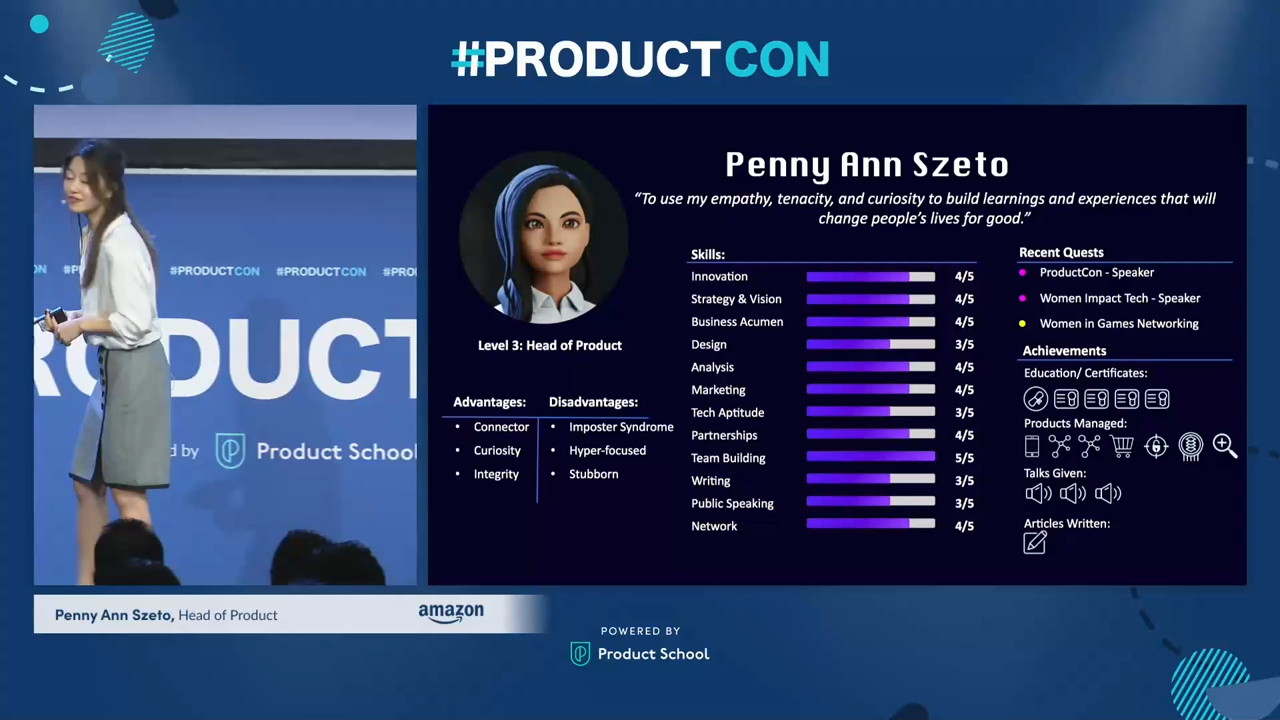 #PRODUCTCON
ON
#P
#PRODUCTCON
#PRODUCTCON
#PRO
RODUCT
d by
Product School
Penny Ann Szeto
“To use my empathy, tenacity, and curiosity to build learnings and experiences that will
change people’s lives for good.”
Level 3: Head of Product
Advantages:
Disadvantages:
• Connector
• Imposter Syndrome
• Curiosity
• Hyper-focused
• Integrity
• Stubborn
Skills:
Innovation 4/5
Strategy & Vision 4/5
Business Acumen 4/5
Design 3/5
Analysis 4/5
Marketing 4/5
Tech Aptitude 3/5
Partnerships 4/5
Team Building 5/5
Writing 3/5
Public Speaking 3/5
Network 4/5
Recent Quests
ProductCon - Speaker
Women Impact Tech - Speaker
Women in Games Networking
Achievements
Education/ Certificates:
Products Managed:
Talks Given:
Articles Written:
Penny Ann Szeto, Head of Product
amazon
POWERED BY
Product School